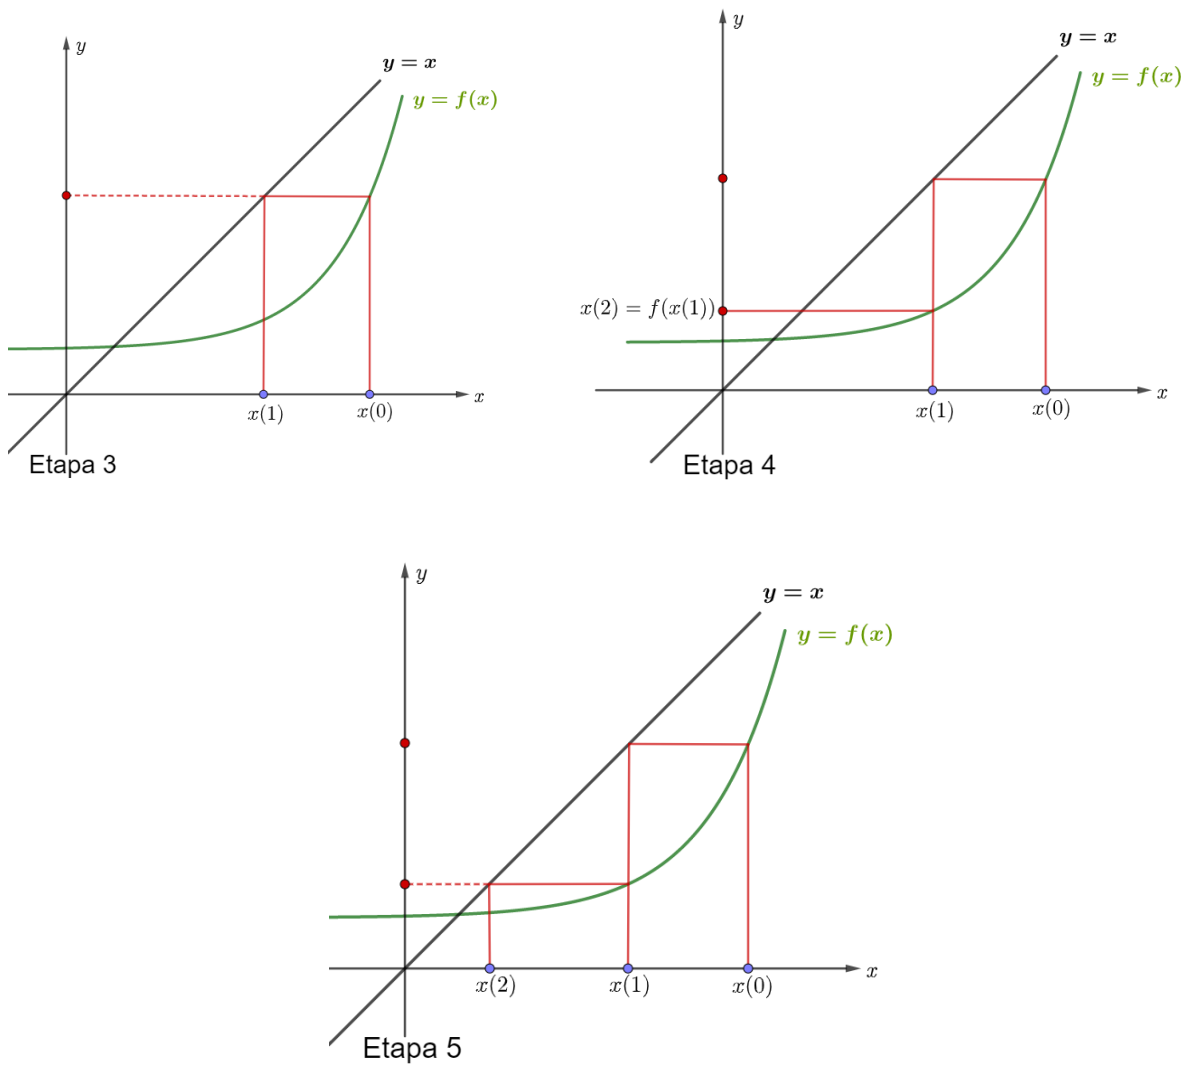 y
y = x
y = f(x)
x(1)
x(0)
x
Etapa 3
y
y = x
y = f(x)
x(2) = f(x(1))
x(1)
x(0)
x
Etapa 4
y
y = x
y = f(x)
x(2)
x(1)
x(0)
x
Etapa 5